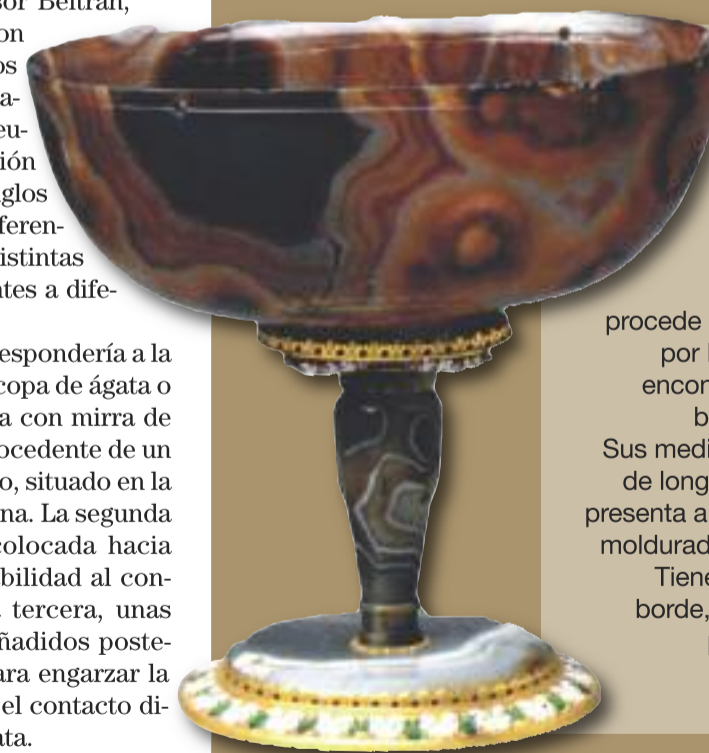 sor Beltrán,
on
os
a-
eu-
ión
glos
feren-
istintas
ntes a dife-
espondería a la
copa de ágata o
a con mirra de
ocedente de un
o, situado en la
na. La segunda
colocada hacia
bilidad al con-
tercera, unas
ñadidos poste-
ara engarzar la
el contacto di-
ata.
procede
por
encon
b
Sus medi
de long
presenta a
moldurad
Tiene
borde,